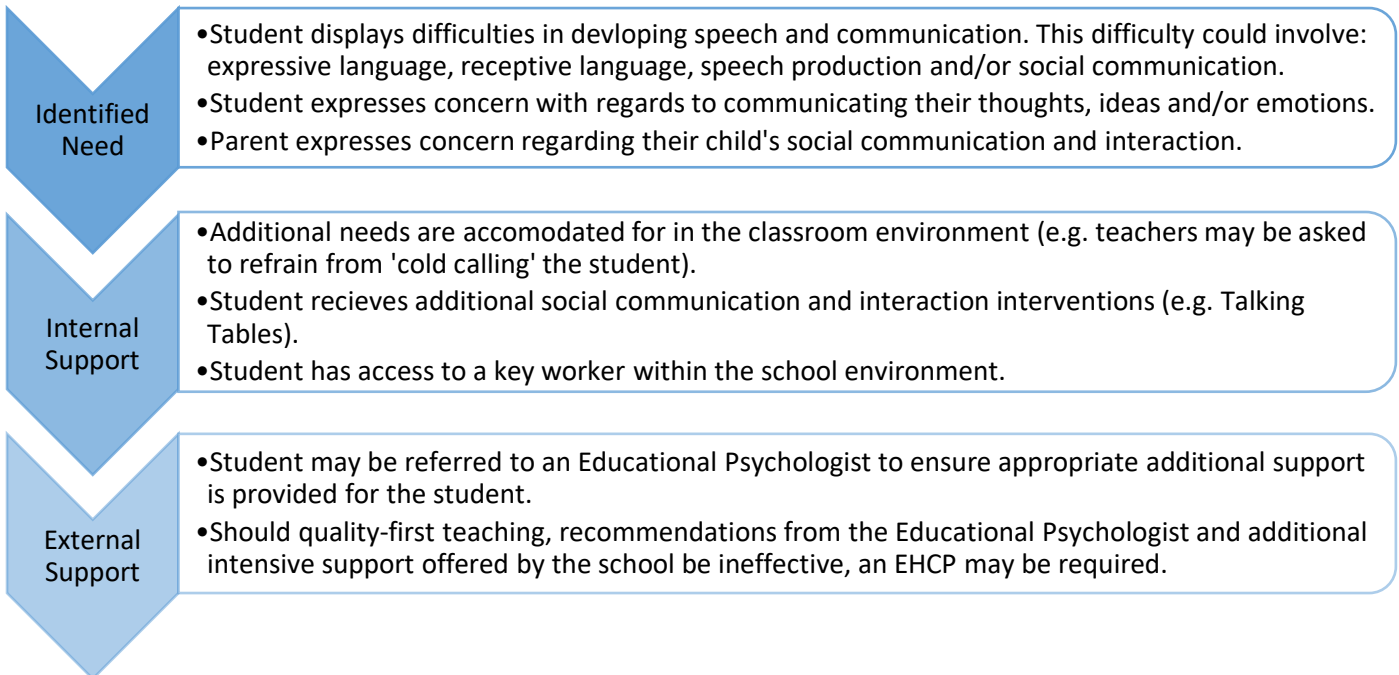 Identified
Need
•Student displays difficulties in devloping speech and communication. This difficulty could involve:
expressive language, receptive language, speech production and/or social communication.
•Student expresses concern with regards to communicating their thoughts, ideas and/or emotions.
•Parent expresses concern regarding their child's social communication and interaction.
Internal
Support
•Additional needs are accomodated for in the classroom environment (e.g. teachers may be asked
to refrain from 'cold calling' the student).
•Student recieves additional social communication and interaction interventions (e.g. Talking
Tables).
•Student has access to a key worker within the school environment.
External
Support
•Student may be referred to an Educational Psychologist to ensure appropriate additional support
is provided for the student.
•Should quality-first teaching, recommendations from the Educational Psychologist and additional
intensive support offered by the school be ineffective, an EHCP may be required.